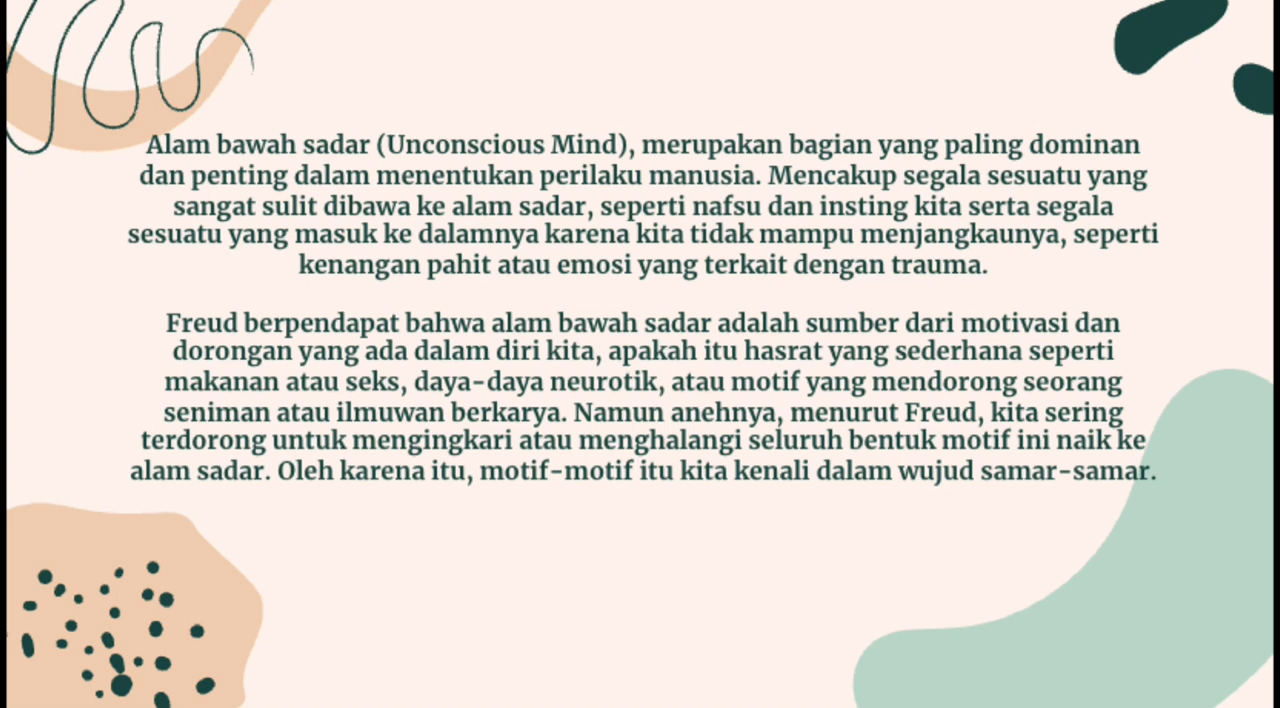 Alam bawah sadar (Unconscious Mind), merupakan bagian yang paling dominan
dan penting dalam menentukan perilaku manusia. Mencakup segala sesuatu yang
sangat sulit dibawa ke alam sadar, seperti nafsu dan insting kita serta segala
sesuatu yang masuk ke dalamnya karena kita tidak mampu menjangkaunya, seperti
kenangan pahit atau emosi yang terkait dengan trauma.
Freud berpendapat bahwa alam bawah sadar adalah sumber dari motivasi dan
dorongan yang ada dalam diri kita, apakah itu hasrat yang sederhana seperti
makanan atau seks, daya-daya neurotik, atau motif yang mendorong seorang
seniman atau ilmuwan berkarya. Namun anehnya, menurut Freud, kita sering
terdorong untuk mengingkari atau menghalangi seluruh bentuk motif ini naik ke
alam sadar. Oleh karena itu, motif-motif itu kita kenali dalam wujud samar-samar.